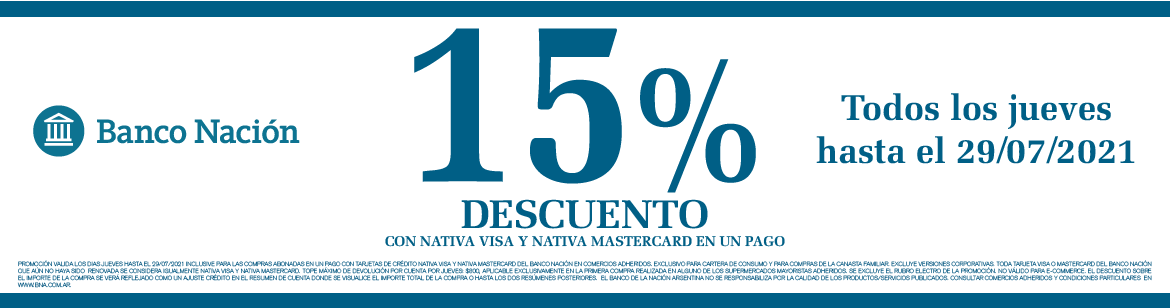 15%
Banco Nación
Todos los jueves
hasta el 29/07/2021
DESCUENTO
CON NATIVA VISA Y NATIVA MASTERCARD EN UN PAGO
PROMOCIÓN VALIDA LOS DIAS JUEVES HASTA EL 29/07/2021 INCLUSIVE PARA LAS COMPRAS ABONADAS EN UN PAGO CON TARJETAS DE CRÉDITO NATIVA VISA Y NATIVA MASTERCARD DEL BANCO NACIÓN EN COMERCIOS ADHERIDOS. EXCLUSIVO PARA CARTERA DE CONSUMO Y PARA COMPRAS DE LA CANASTA FAMILIAR. EXCLUYE VERSIONES CORPORATIVAS. TODA TARJETA VISA O MASTERCARD DEL BANCO NACIÓN
QUE AÚN NO HAYA SIDO RENOVADA SE CONSIDERA IGUALMENTE NATIVA VISA Y NATIVA MASTERCARD. TOPE MÁXIMO DE DEVOLUCIÓN POR CUENTA POR JUEVES: $800, APLICABLE EXCLUSIVAMENTE EN LA PRIMERA COMPRA REALIZADA EN ALGUNO DE LOS SUPERMERCADOS MAYORISTAS ADHERIDOS. SE EXCLUYE EL RUBRO ELECTRO DE LA PROMOCIÓN. NO VÁLIDO PARA E-COMMERCE. EL DESCUENTO SOBRE
EL IMPORTE DE LA COMPRA SE VERÁ REFLEJADO COMO UN AJUSTE CRÉDITO EN EL RESUMEN DE CUENTA DONDE SE VISUALICE EL IMPORTE TOTAL DE LA COMPRA O HASTA LOS DOS RESÚMENES POSTERIORES. EL BANCO DE LA NACIÓN ARGENTINA NO SE RESPONSABILIZA POR LA CALIDAD DE LOS PRODUCTOS/SERVICIOS PUBLICADOS. CONSULTAR COMERCIOS ADHERIDOS Y CONDICIONES PARTICULARES EN
WWW.BNA.COM.AR.